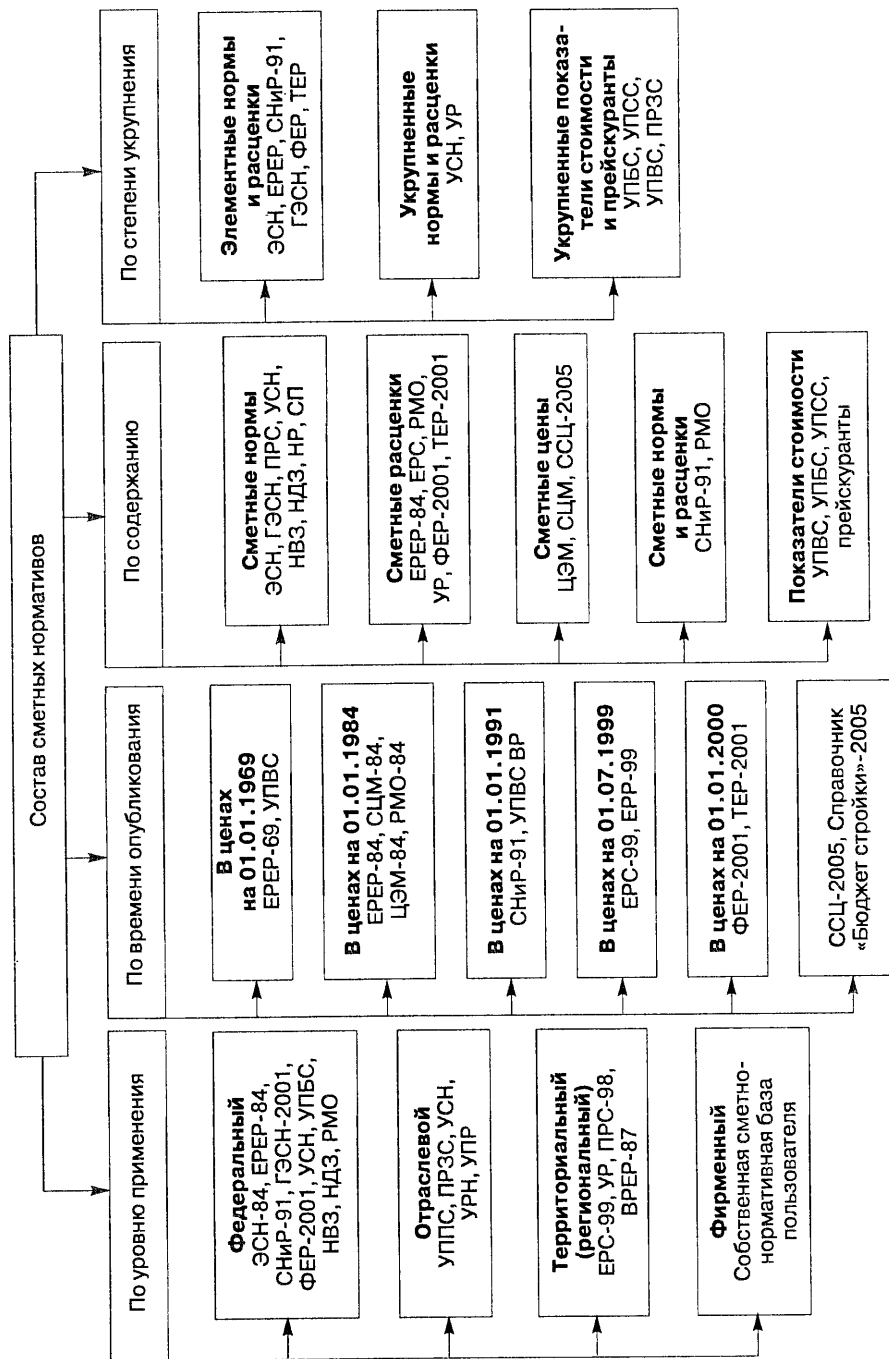 Состав сметных нормативов
По уровню применения
Федеральный
ЭСН-84, ЕРЕР-84,
СНиР-91, ГЭСН-2001,
ФЕР-2001, УСН, УПБС,
НВЗ, НДЗ, РМО
Отраслевой
УППС, ПРЗС, УСН,
УРН, УПР
Территориальный
(региональный)
ЕРС-99, УР, ПРС-98,
ВРЕР-87
Фирменный
Собственная сметно-
нормативная база
пользователя
По времени опубликования
В ценах
на 01.01.1969
ЕРЕР-69, УПВС
В ценах на 01.01.1984
ЕРЕР-84, СЦМ-84,
ЦЭМ-84, РМО-84
В ценах на 01.01.1991
СНиР-91, УПВС ВР
В ценах на 01.07.1999
ЕРС-99, ЕРР-99
В ценах на 01.01.2000
ФЕР-2001, ТЕР-2001
ССЦ-2005, Справочник
«Бюджет стройки»-2005
По содержанию
Сметные нормы
ЭСН, ГЭСН, ПРС, УСН,
НВЗ, НДЗ, НР, СП
Сметные расценки
ЕРЕР-84, ЕРС, РМО,
УР, ФЕР-2001, ТЕР-2001
Сметные цены
ЦЭМ, СЦМ, ССЦ-2005
Сметные нормы
и расценки
СНиР-91, РМО
Показатели стоимости
УПВС, УПБС, УПСС,
прейскуранты
По степени укрупнения
Элементные нормы
и расценки
ЭСН, ЕРЕР, СНиР-91,
ГЭСН, ФЕР, ТЕР
Укрупненные
нормы и расценки
УСН, УР
Укрупненные показа-
тели стоимости
и прейскуранты
УПБС, УПСС,
УПВС, ПРЗС